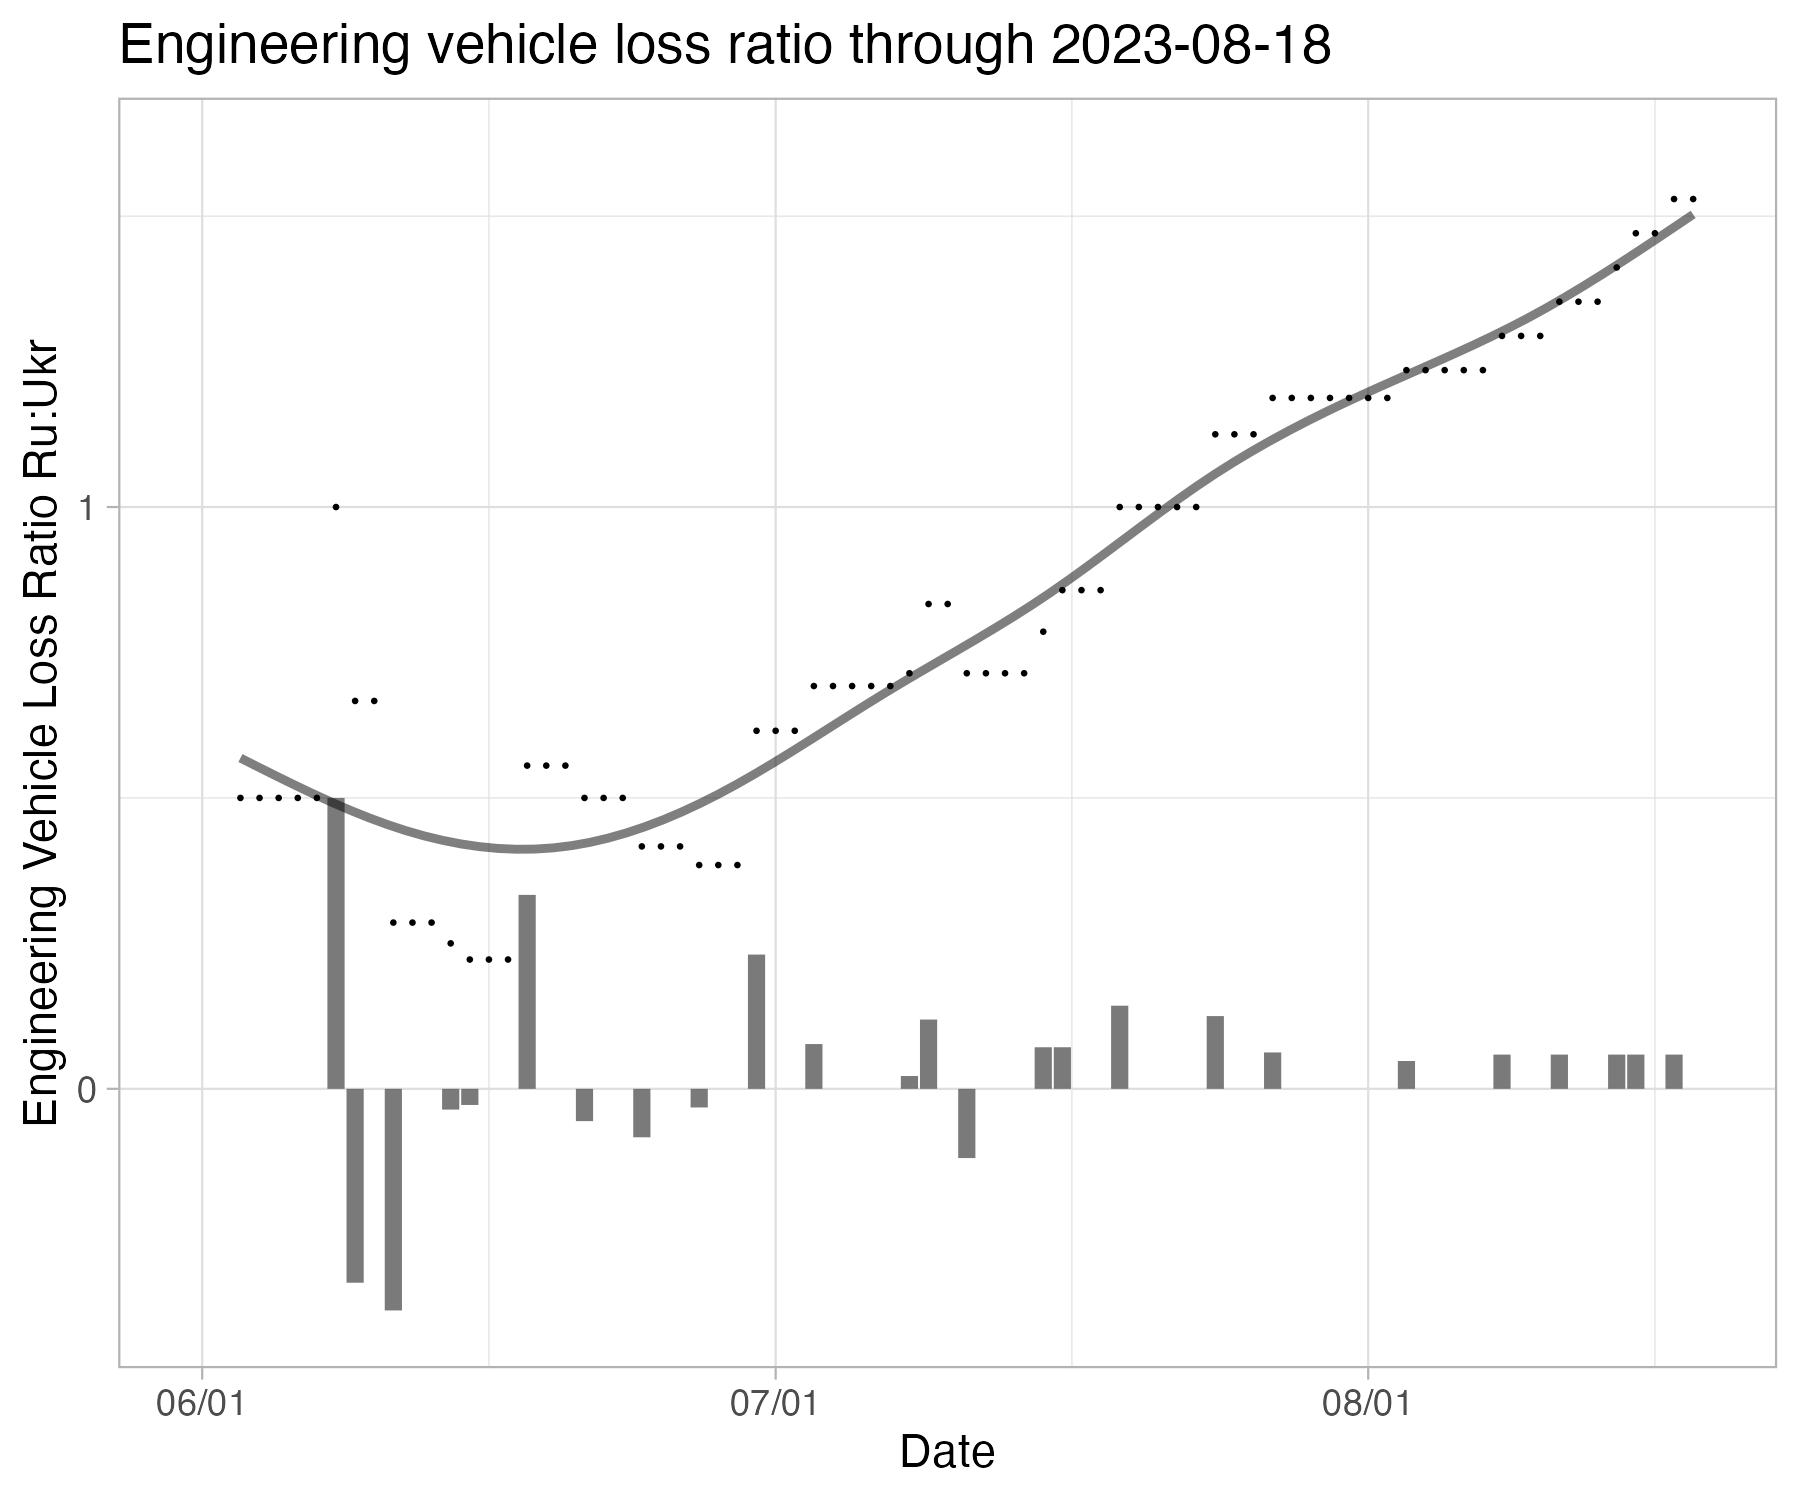 Engineering vehicle loss ratio through 2023-08-18
Engineering Vehicle Loss Ratio Ru:Ukr
1
0
06/01
07/01
08/01
Date